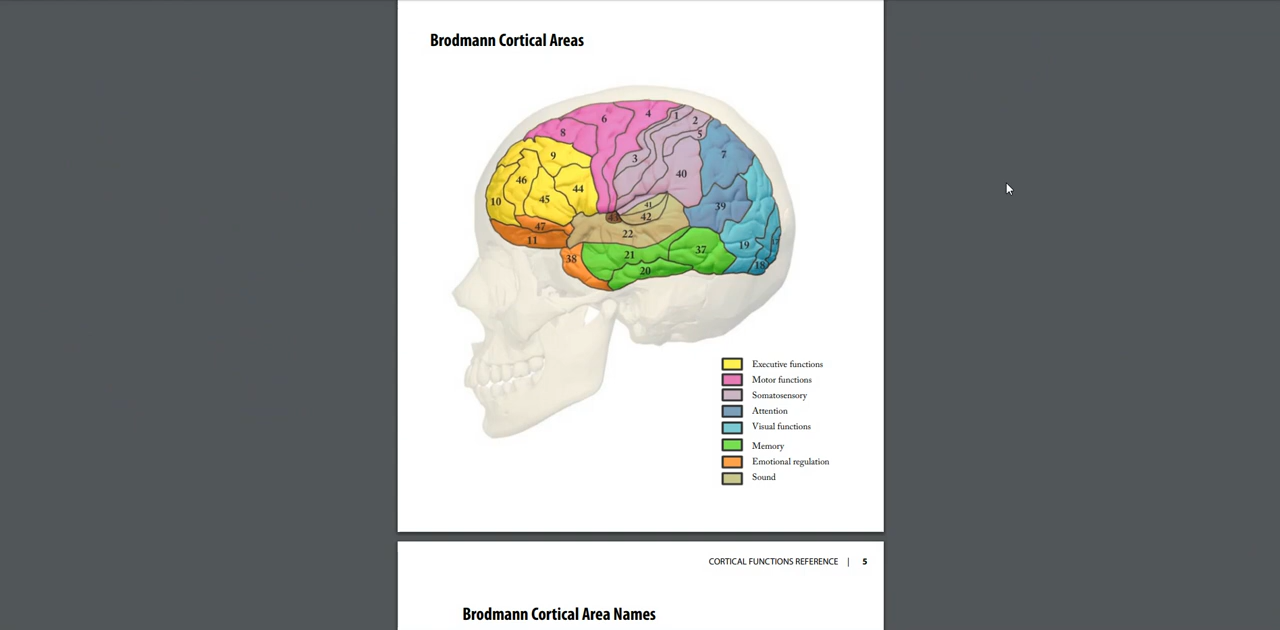 Brodmann Cortical Areas
6
4
1
2
8
5
9
3
7
46
40
44
45
10
41
39
42
47
22
11
19
37
21
38
18
20
Executive functions
Motor functions
Somatosensory
Attention
Visual functions
Memory
Emotional regulation
Sound
CORTICAL FUNCTIONS REFERENCE | 5
Brodmann Cortical Area Names